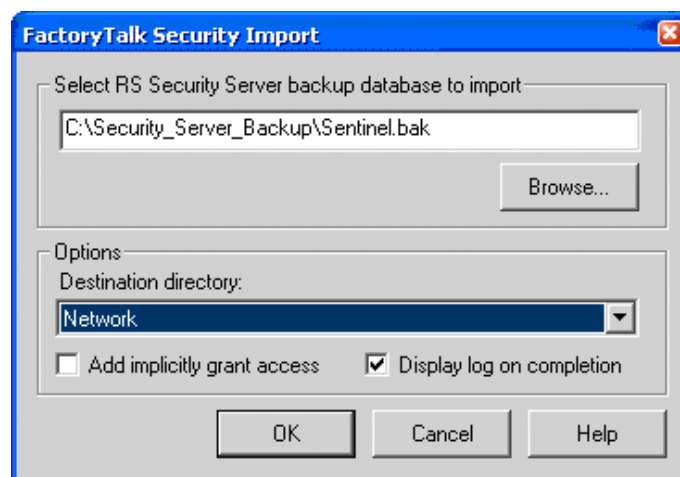 FactoryTalk Security Import
Select RS Security Server backup database to import
C:\Security_Server_Backup\Sentinel.bak
Browse...
Options
Destination directory:
Network
Add implicitly grant access
Display log on completion
OK
Cancel
Help